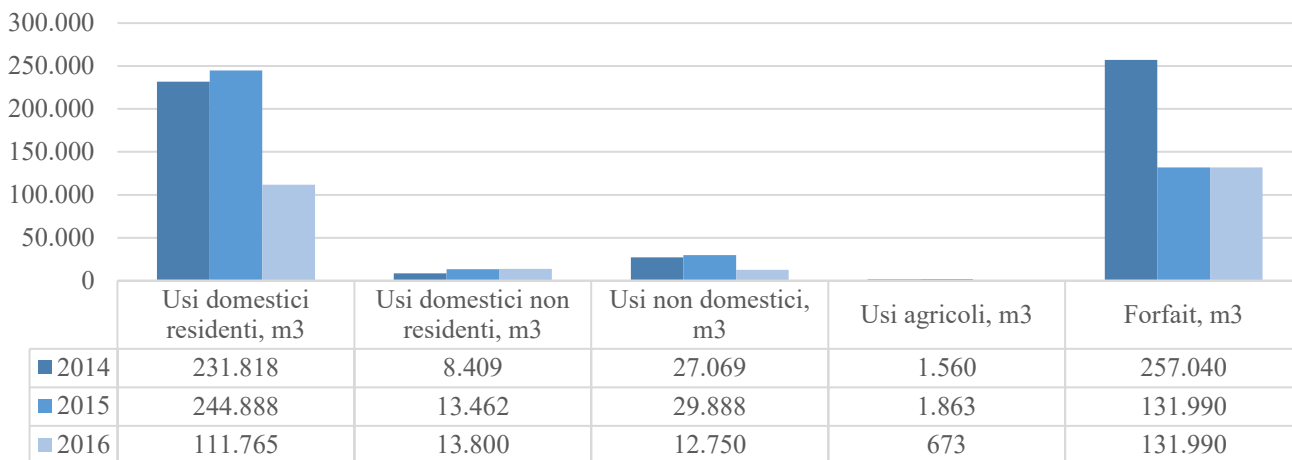 300.000
250.000
200.000
150.000
100.000
50.000
0
Usi domestici residenti, m3
Usi domestici non residenti, m3
Usi non domestici, m3
Usi agricoli, m3
Forfait, m3
2014 231.818 8.409 27.069 1.560 257.040
2015 244.888 13.462 29.888 1.863 131.990
2016 111.765 13.800 12.750 673 131.990